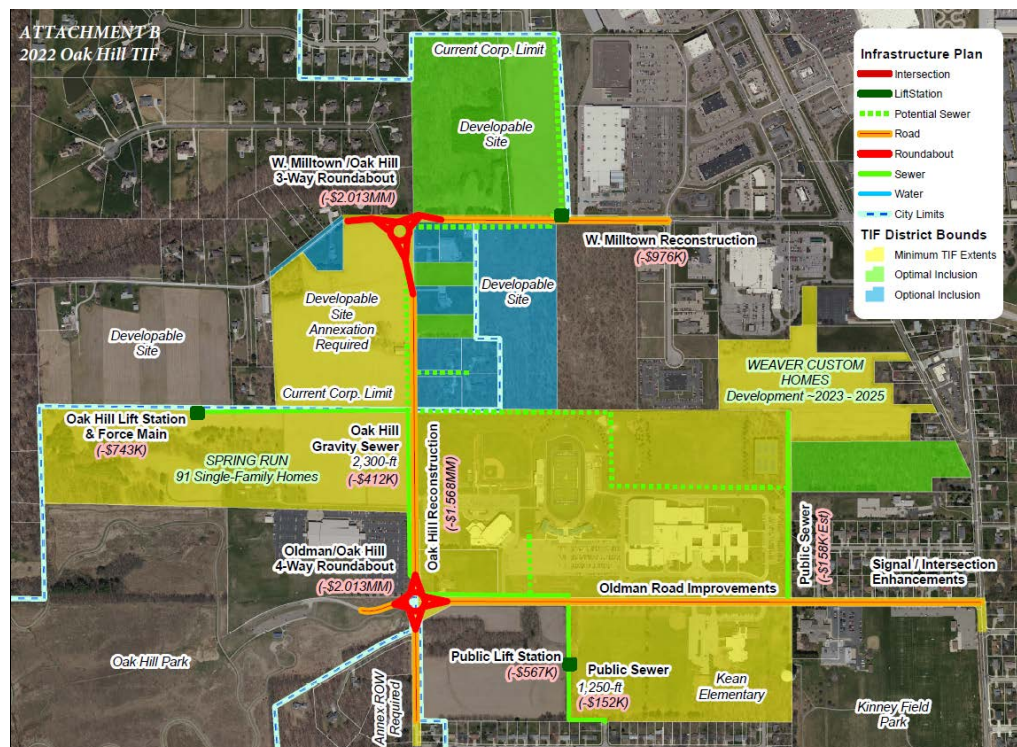 ATTACHMENT B
2022 Oak Hill TIF
Current Corp. Limit
Developable
Site
W. Milltown /Oak Hill
3-Way Roundabout
(-$2.013MM)
W. Milltown Reconstruction
(-$976K)
Infrastructure Plan
Intersection
LiftStation
Potential Sewer
Road
Roundabout
Sewer
Water
City Limits
TIF District Bounds
Minimum TIF Extents
Optimal Inclusion
Optional Inclusion
Developable
Site
Developable
Site
Annexation
Required
Developable
Site
Current Corp. Limit
WEAVER CUSTOM
HOMES
Development ~2023 - 2025
Oak Hill Lift Station
& Force Main
(-$743K)
SPRING RUN
91 Single-Family Homes
Oak Hill
Gravity Sewer
2,300-ft
(-$412K)
Oak Hill Reconstruction
(-$1.568MM)
Oldman/Oak Hill
4-Way Roundabout
(-$2.013MM)
Public Sewer
(-$158K Est)
Signal / Intersection
Enhancements
Oldman Road Improvements
Oak Hill Park
Annex ROW
Required
Public Lift Station
(-$567K)
Public Sewer
1,250-ft
(-$152K)
Kean
Elementary
Kinney Field
Park